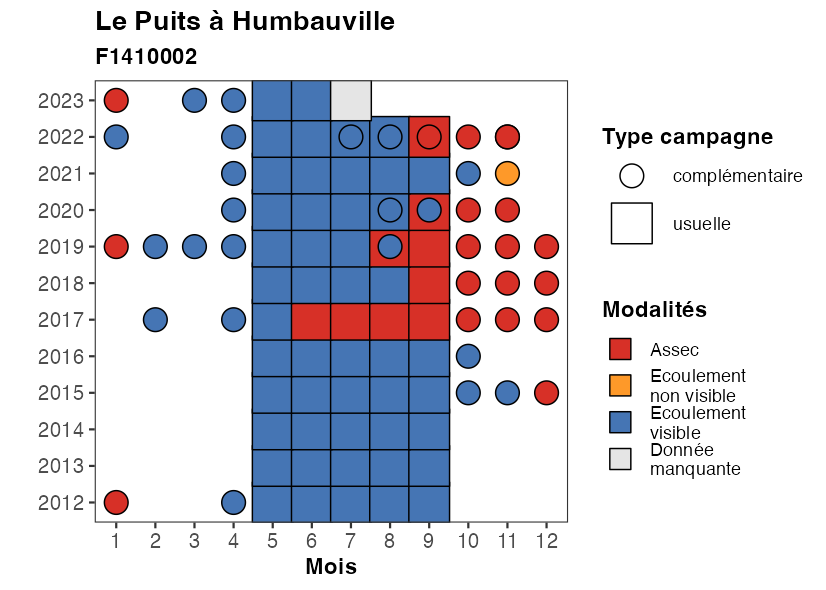 Le Puits à Humbauville
F1410002
2023
2022
2021
2020
2019
2018
2017
2016
2015
2014
2013
2012
1 2 3 4 5 6 7 8 9 10 11 12
Mois
Type campagne
complémentaire
usuelle
Modalités
Assec
Ecoulement
non visible
Ecoulement
visible
Donnée
manquante